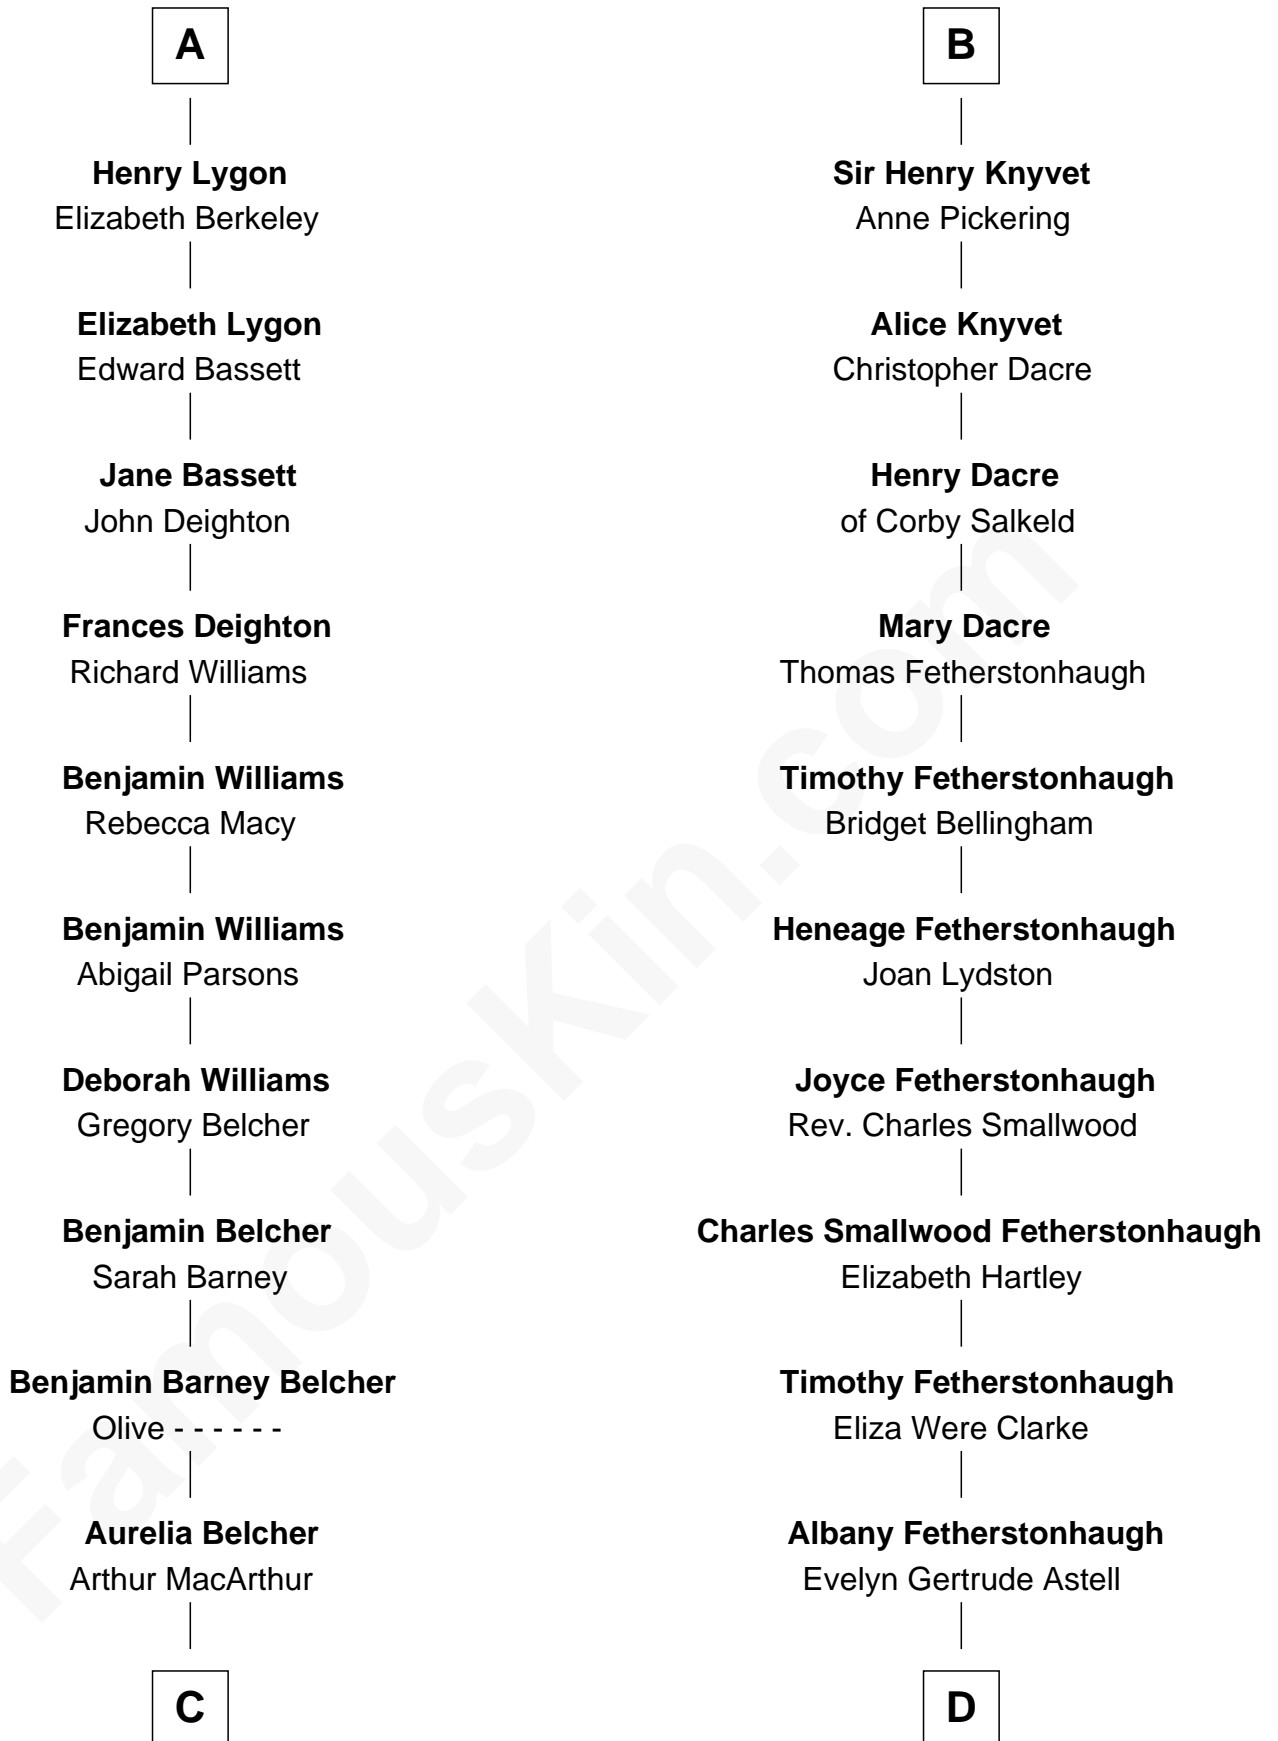 A
Henry Lygon
Elizabeth Berkeley
Elizabeth Lygon
Edward Bassett
Jane Bassett
John Deighton
Frances Deighton
Richard Williams
Benjamin Williams
Rebecca Macy
Benjamin Williams
Abigail Parsons
Deborah Williams
Gregory Belcher
Benjamin Belcher
Sarah Barney
Benjamin Barney Belcher
Olive - - - - - -
Aurelia Belcher
Arthur MacArthur
C
B
Sir Henry Knyvet
Anne Pickering
Alice Knyvet
Christopher Dacre
Henry Dacre
of Corby Salkeld
Mary Dacre
Thomas Fetherstonhaugh
Timothy Fetherstonhaugh
Bridget Bellingham
Heneage Fetherstonhaugh
Joan Lydston
Joyce Fetherstonhaugh
Rev. Charles Smallwood
Charles Smallwood Fetherstonhaugh
Elizabeth Hartley
Timothy Fetherstonhaugh
Eliza Were Clarke
Albany Fetherstonhaugh
Evelyn Gertrude Astell
D
FamousKin.com